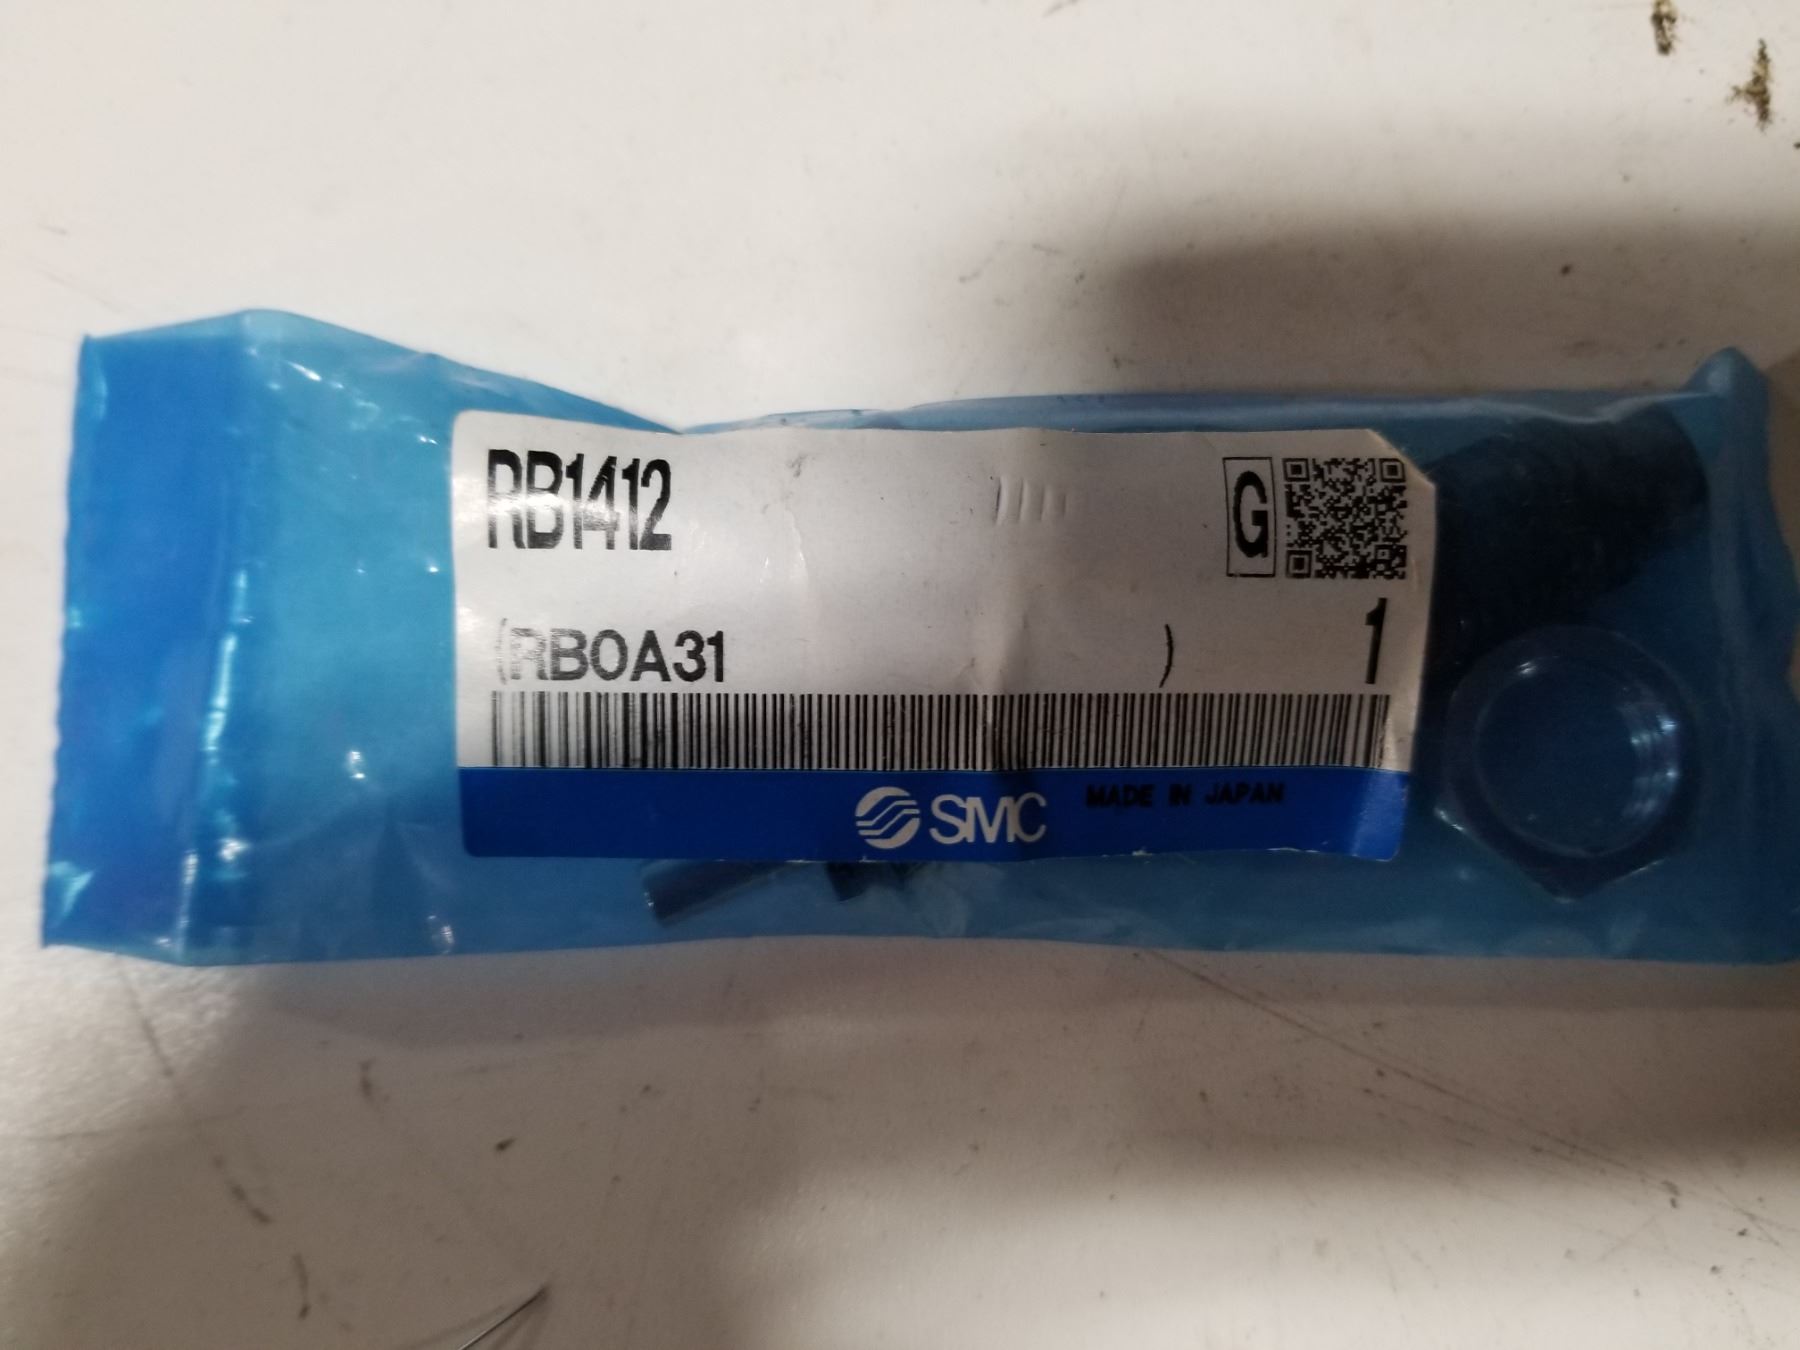 RB1412
G
(RB0A31 ) 1
SMC MADE IN JAPAN